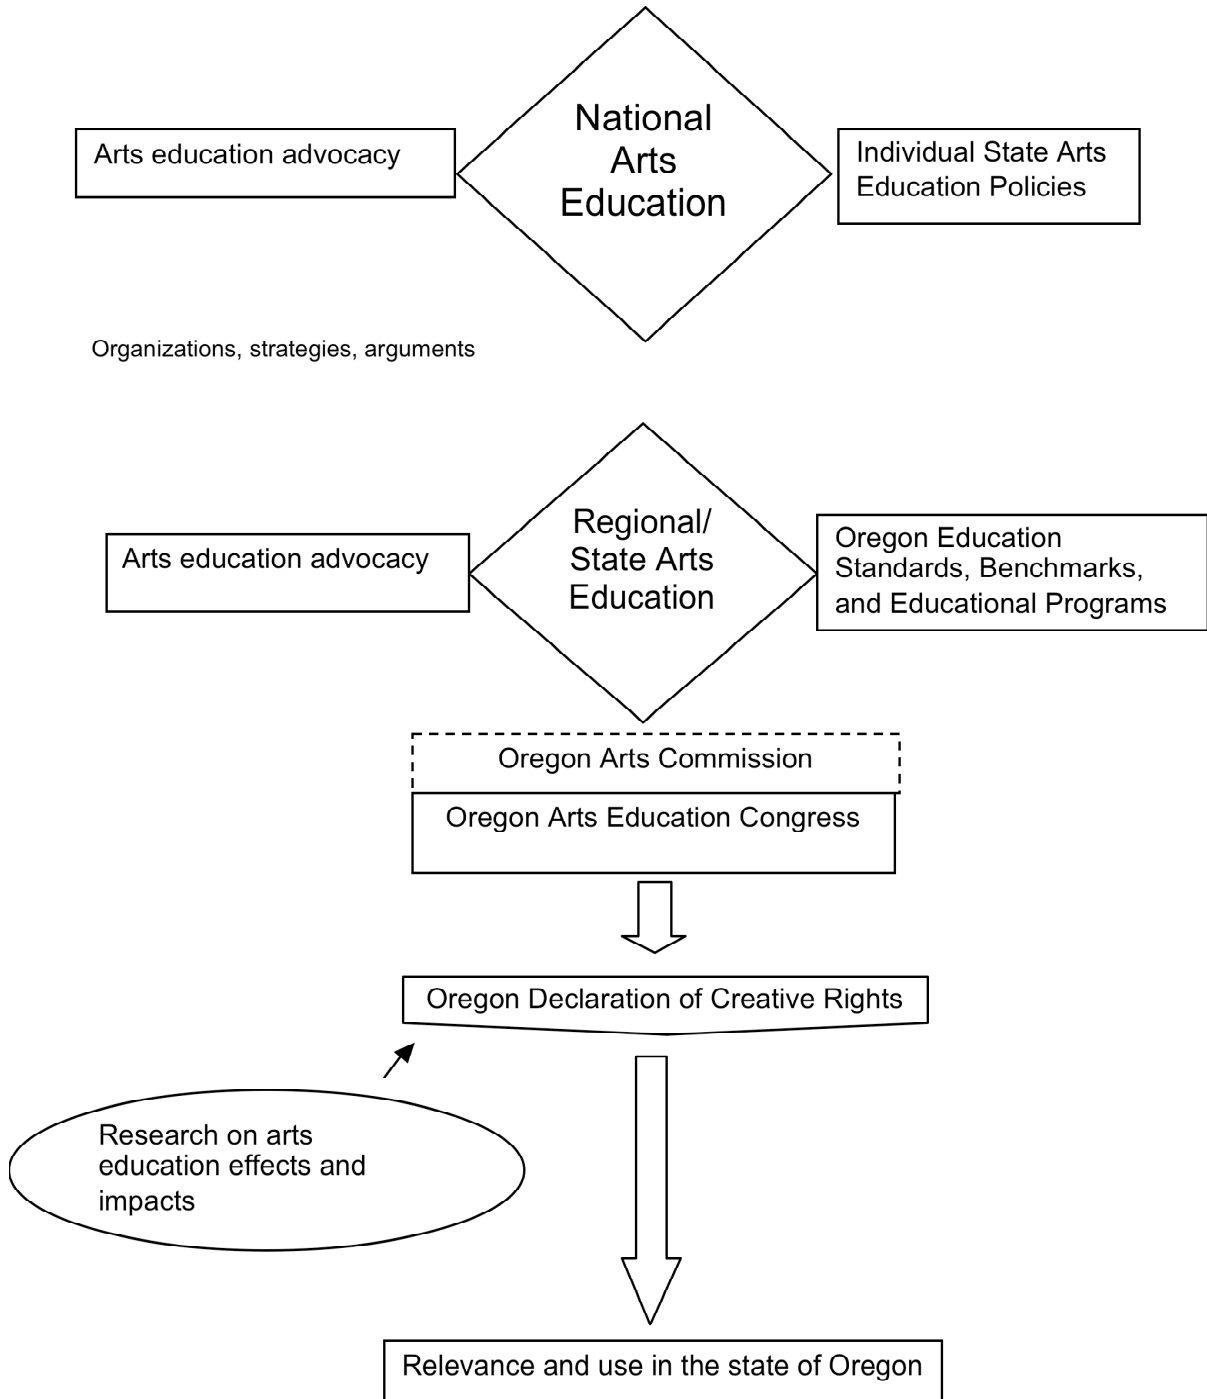 Arts education advocacy
National
Arts
Education
Individual State Arts
Education Policies
Organizations, strategies, arguments
Arts education advocacy
Regional/
State Arts
Education
Oregon Education
Standards, Benchmarks,
and Educational Programs
Oregon Arts Commission
Oregon Arts Education Congress
Oregon Declaration of Creative Rights
Research on arts
education effects and
impacts
Relevance and use in the state of Oregon